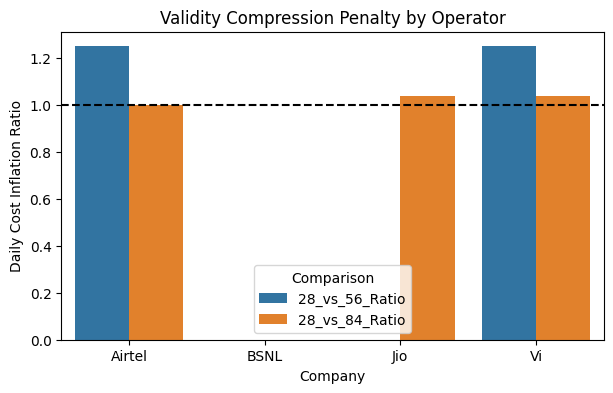 Validity Compression Penalty by Operator
Daily Cost Inflation Ratio
1.2
1.0
0.8
0.6
0.4
0.2
0.0
Comparison
28_vs_56_Ratio
28_vs_84_Ratio
Airtel BSNL Jio Vi
Company